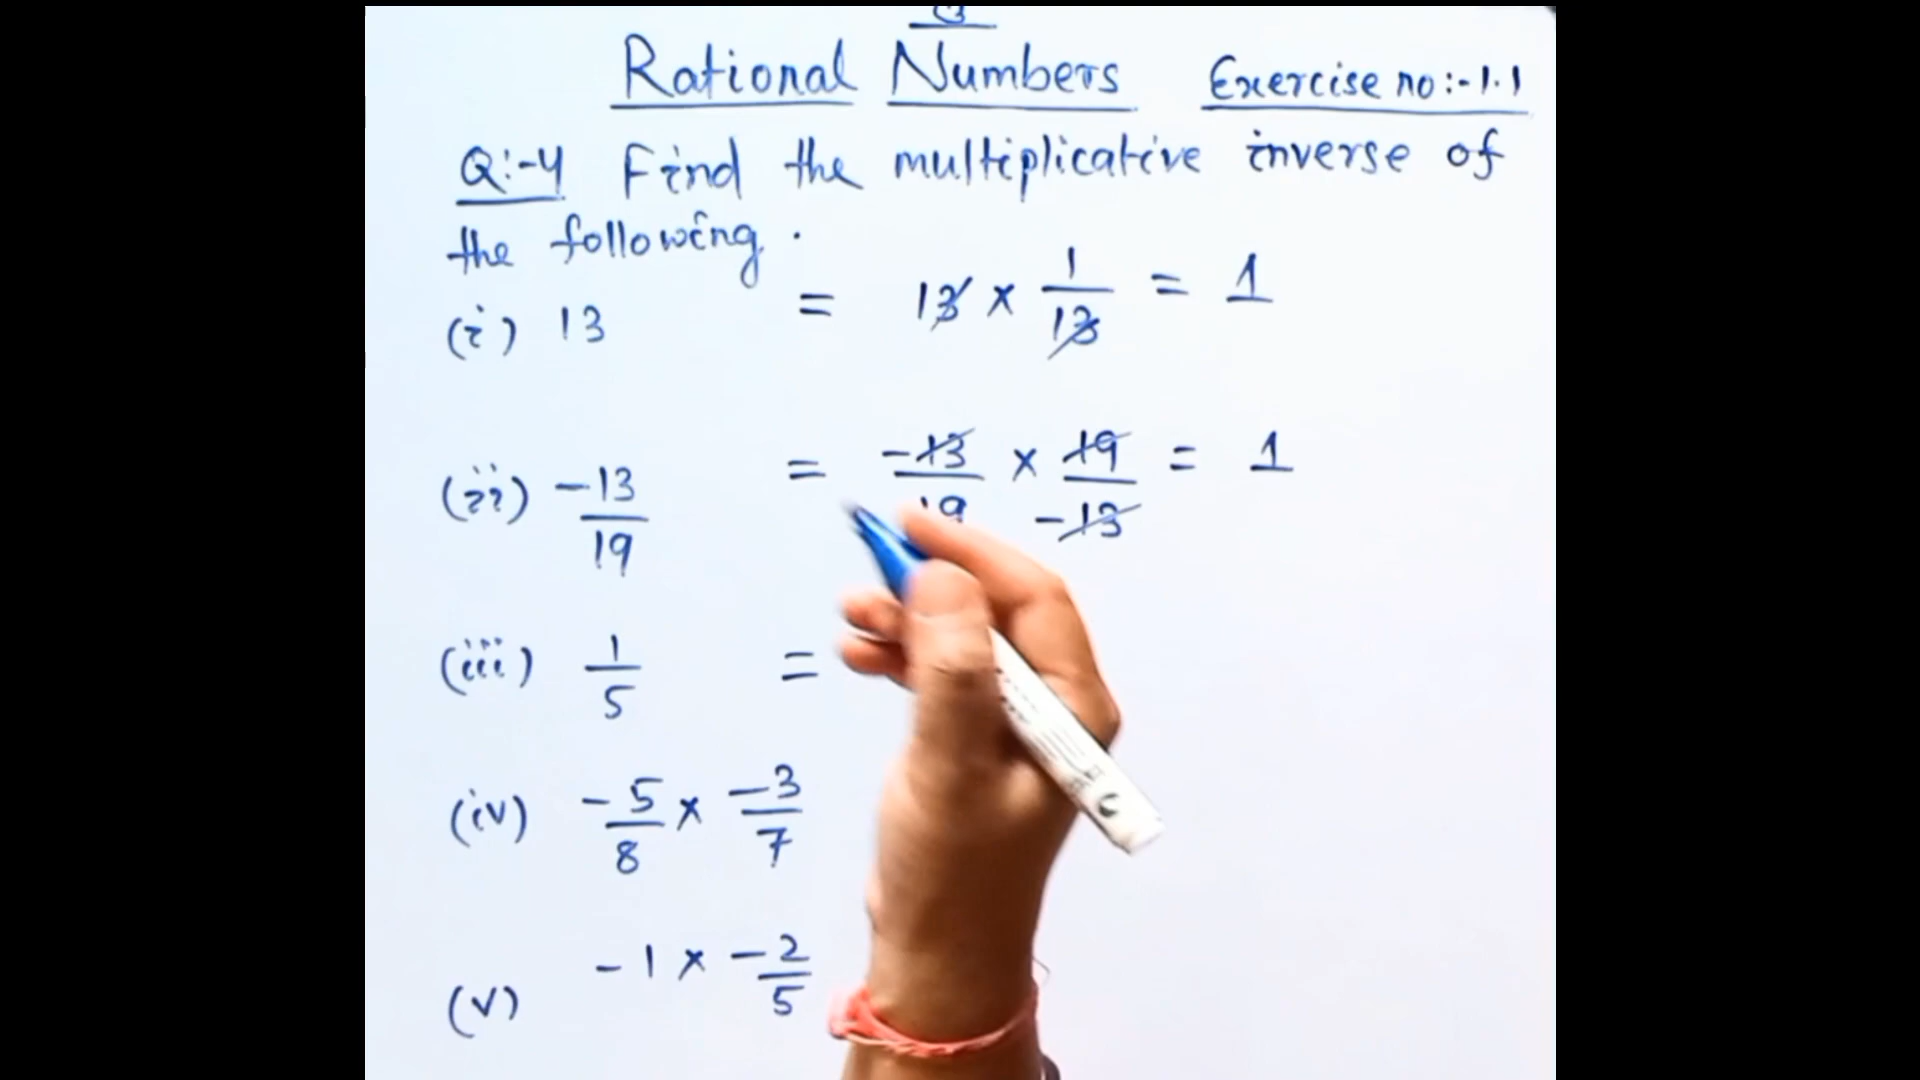 Rational Numbers Exercise no:-1.1
Q:-4 Find the multiplicative inverse of
the following.
(i) 13 = 13 × 1/13 = 1
(ii) -13/19 = -13/19 × 19/-13 = 1
(iii) 1/5 =
(iv) -5/8 × -3/7
(v) -1 × -2/5